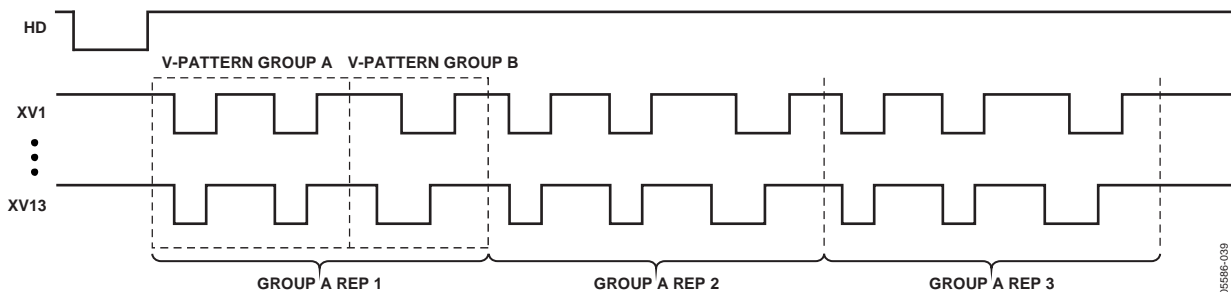 HD
V-PATTERN GROUP A V-PATTERN GROUP B
XV1
XV13
GROUP A REP 1 GROUP A REP 2 GROUP A REP 3
05586-039